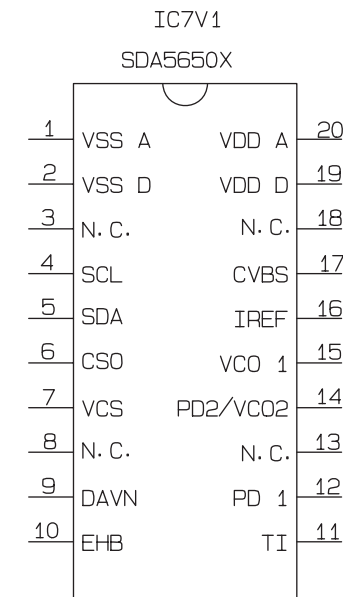 IC7V1
SDA5650X
1 VSS A VDD A 20
2 VSS D VDD D 19
3 N.C. N.C. 18
4 SCL CVBS 17
5 SDA IREF 16
6 CSO VCO 1 15
7 VCS PD2/VCO2 14
8 N.C. N.C. 13
9 DAVN PD 1 12
10 EHB TI 11